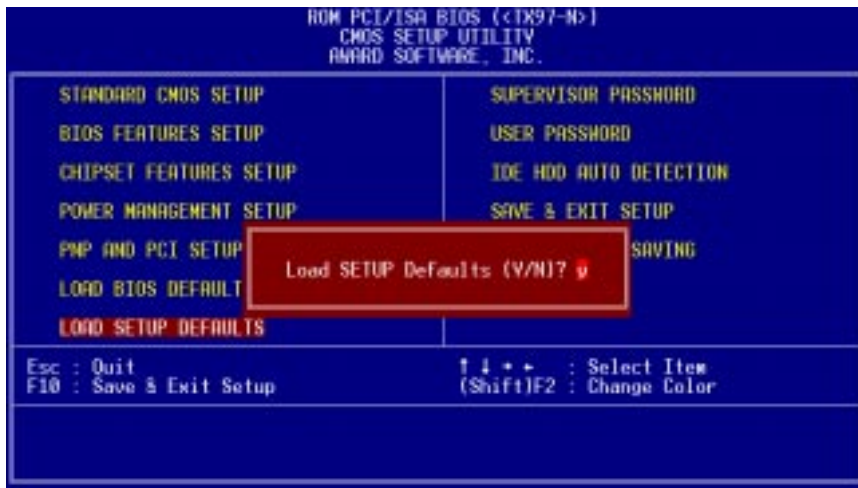 ROM PCI/ISA BIOS (<TX97-N>)
CMOS SETUP UTILITY
AWARD SOFTWARE, INC.
STANDARD CMOS SETUP
BIOS FEATURES SETUP
CHIPSET FEATURES SETUP
POWER MANAGEMENT SETUP
PNP AND PCI SETUP
LOAD BIOS DEFAULT
LOAD SETUP DEFAULTS
SUPERVISOR PASSWORD
USER PASSWORD
IDE HDD AUTO DETECTION
SAVE & EXIT SETUP
SAVING
Load SETUP Defaults (Y/N)? y
Esc : Quit
F10 : Save & Exit Setup
↑ ↓ → ← : Select Item
(Shift)F2 : Change Color